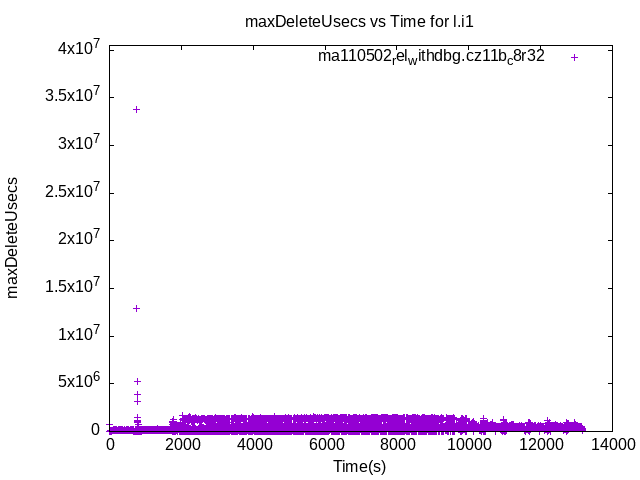 maxDeleteUsecs vs Time for l.i1
ma110502_rel_withdbg.cz11b_c8r32
maxDeleteUsecs
4x10^7
3.5x10^7
3x10^7
2.5x10^7
2x10^7
1.5x10^7
1x10^7
5x10^6
0
0 2000 4000 6000 8000 10000 12000 14000
Time(s)